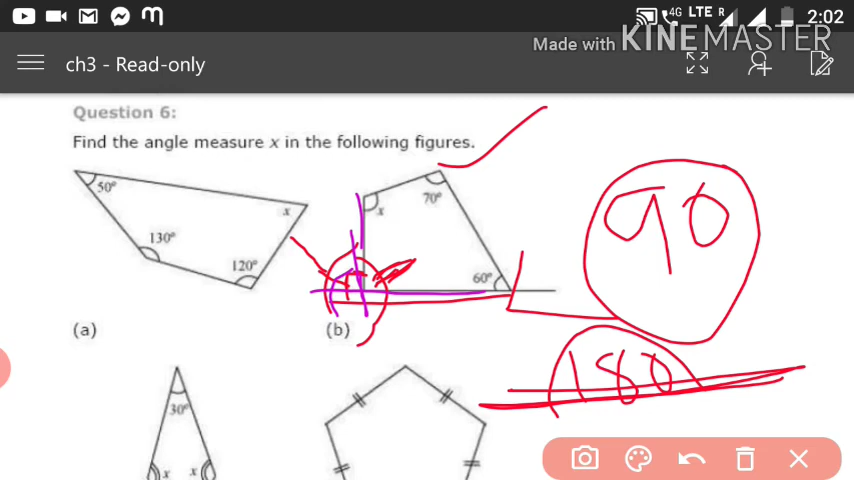 4G LTE R 2:02
Made with KINEMASTER
ch3 - Read-only
Question 6:
Find the angle measure x in the following figures.
50°
x
130°
120°
x
70°
60°
90
(a)
(b)
180
30°
x
x